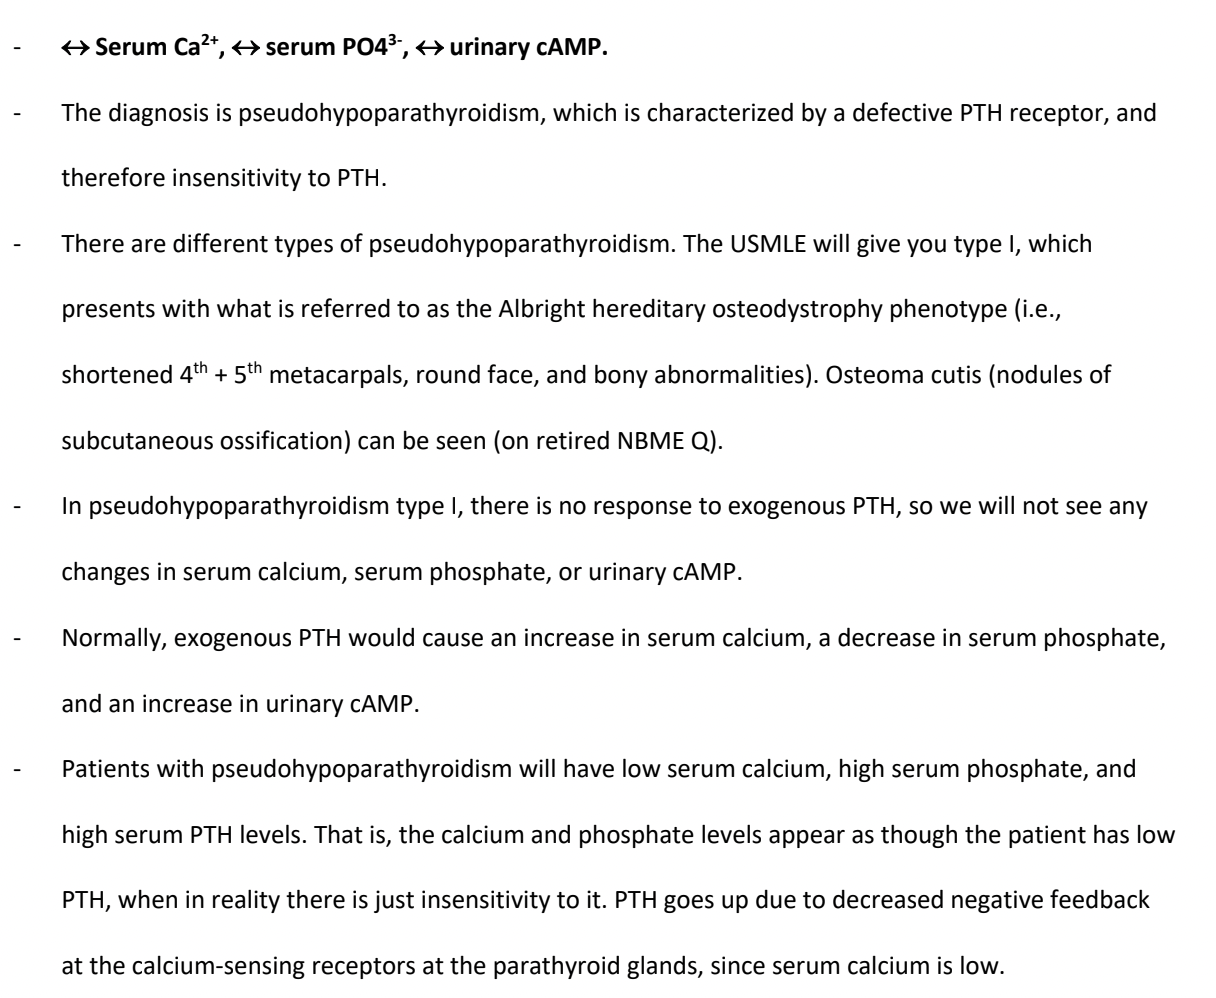 - ↔ Serum Ca²⁺, ↔ serum PO4³⁻, ↔ urinary cAMP.
- The diagnosis is pseudohypoparathyroidism, which is characterized by a defective PTH receptor, and
therefore insensitivity to PTH.
- There are different types of pseudohypoparathyroidism. The USMLE will give you type I, which
presents with what is referred to as the Albright hereditary osteodystrophy phenotype (i.e.,
shortened 4ᵗʰ + 5ᵗʰ metacarpals, round face, and bony abnormalities). Osteoma cutis (nodules of
subcutaneous ossification) can be seen (on retired NBME Q).
- In pseudohypoparathyroidism type I, there is no response to exogenous PTH, so we will not see any
changes in serum calcium, serum phosphate, or urinary cAMP.
- Normally, exogenous PTH would cause an increase in serum calcium, a decrease in serum phosphate,
and an increase in urinary cAMP.
- Patients with pseudohypoparathyroidism will have low serum calcium, high serum phosphate, and
high serum PTH levels. That is, the calcium and phosphate levels appear as though the patient has low
PTH, when in reality there is just insensitivity to it. PTH goes up due to decreased negative feedback
at the calcium-sensing receptors at the parathyroid glands, since serum calcium is low.